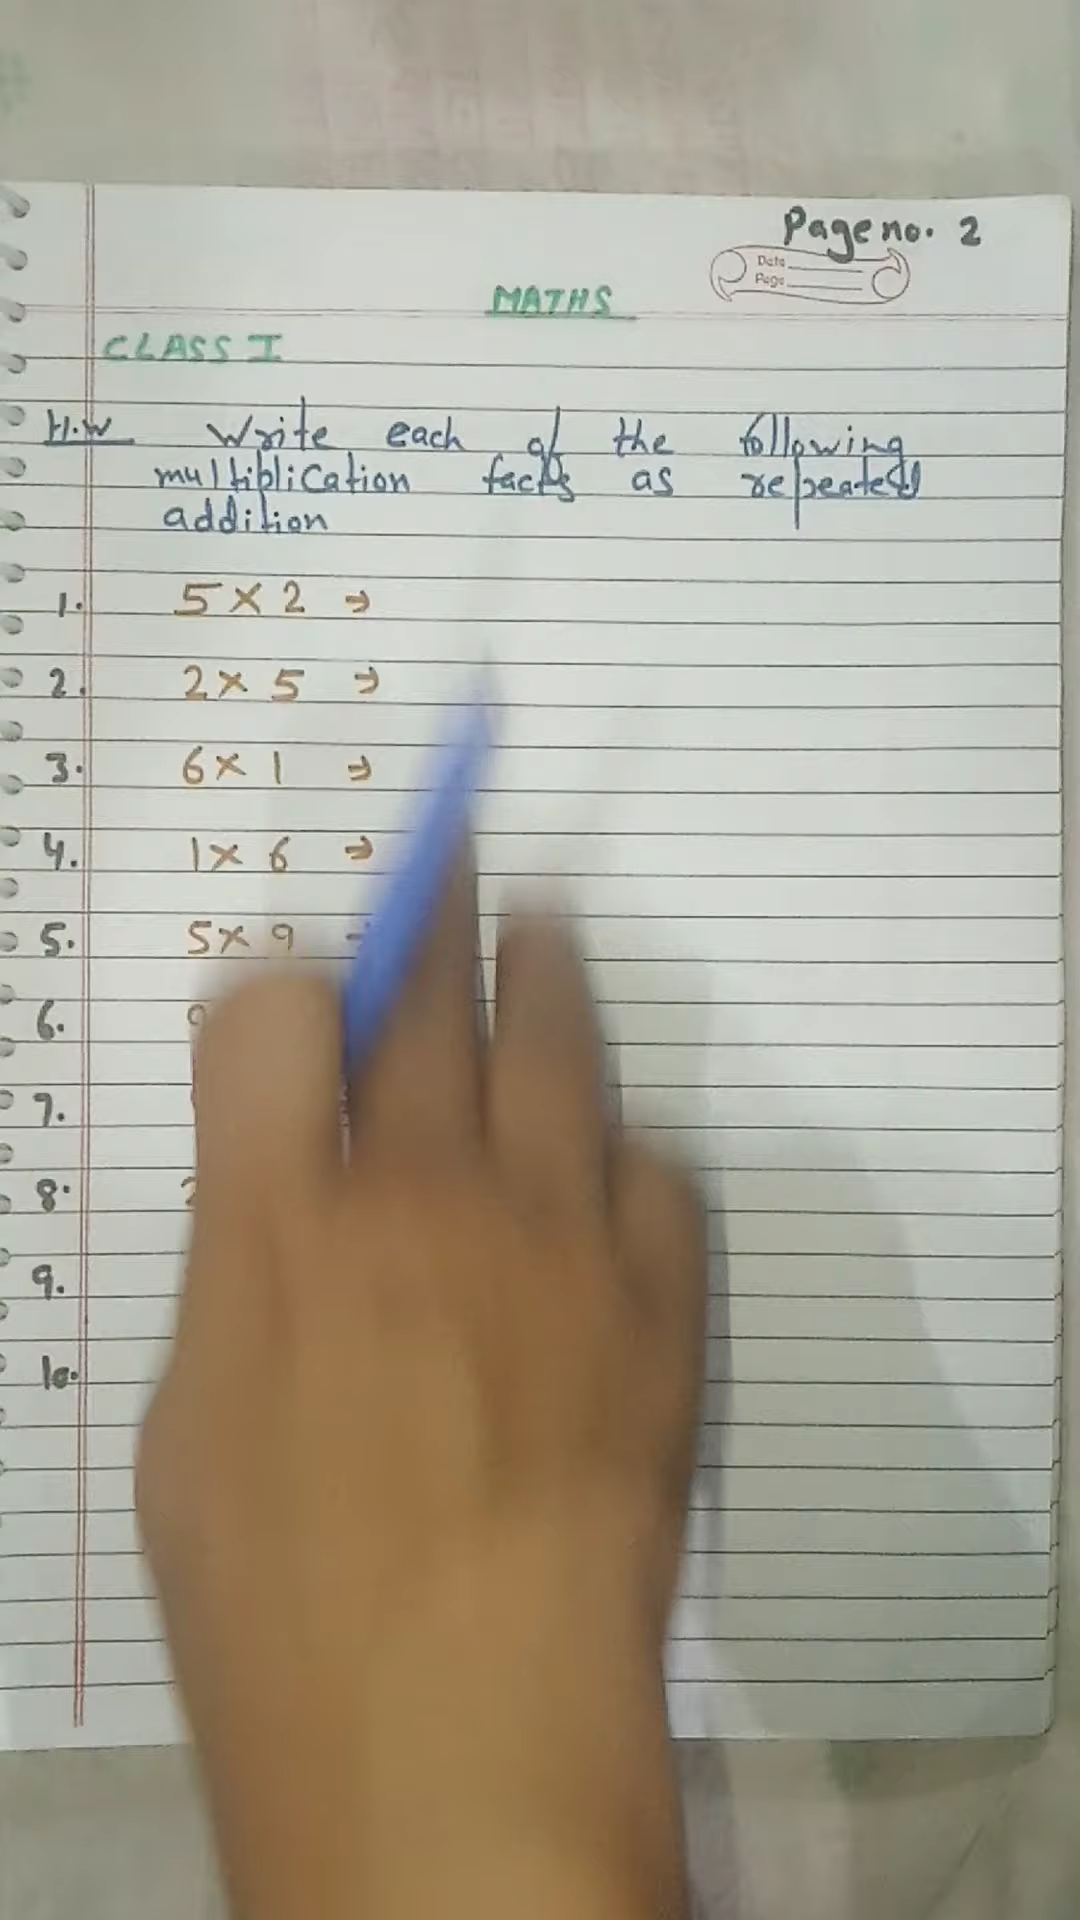 Page no. 2
Date
Page
MATHS
CLASS I
H.W Write each of the following
multiplication facts as repeated
addition
1. 5 × 2 ⇒
2. 2 × 5 ⇒
3. 6 × 1 ⇒
4. 1 × 6 ⇒
5. 5 × 9
6.
7.
8.
9.
10.